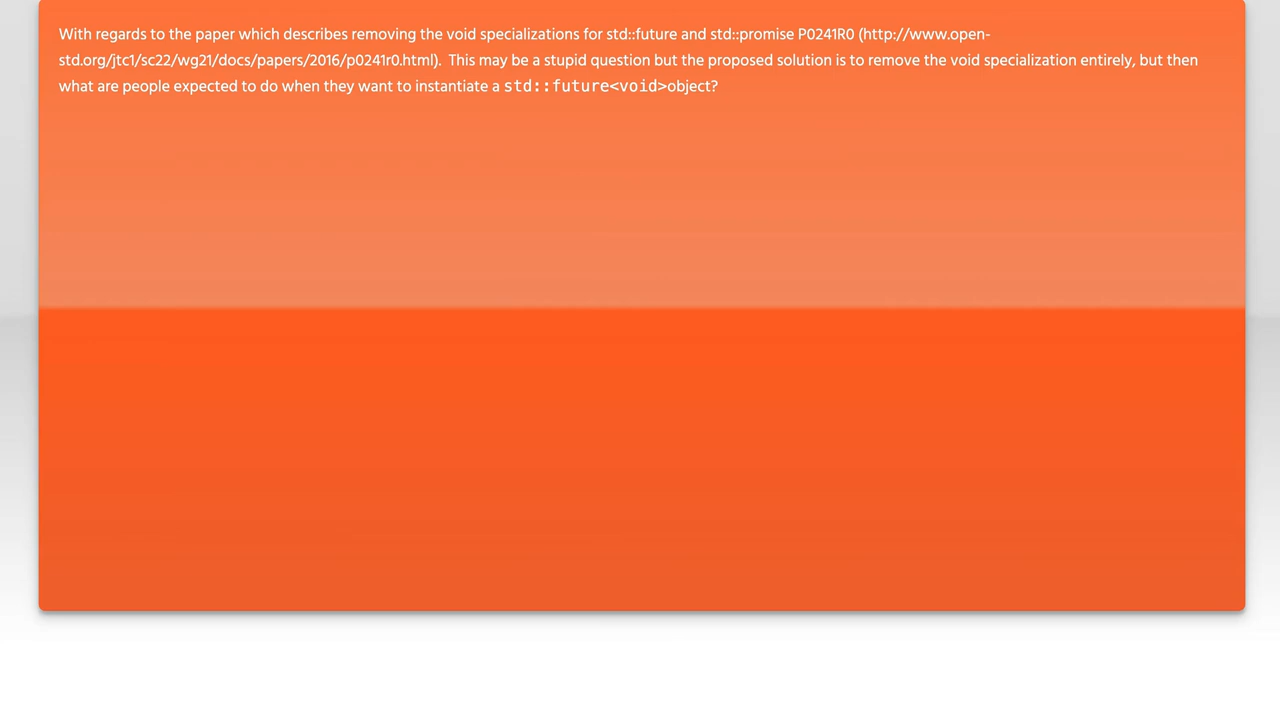 With regards to the paper which describes removing the void specializations for std::future and std::promise P0241R0 (http://www.open-
std.org/jtc1/sc22/wg21/docs/papers/2016/p0241r0.html).  This may be a stupid question but the proposed solution is to remove the void specialization entirely, but then
what are people expected to do when they want to instantiate a std::future<void>object?